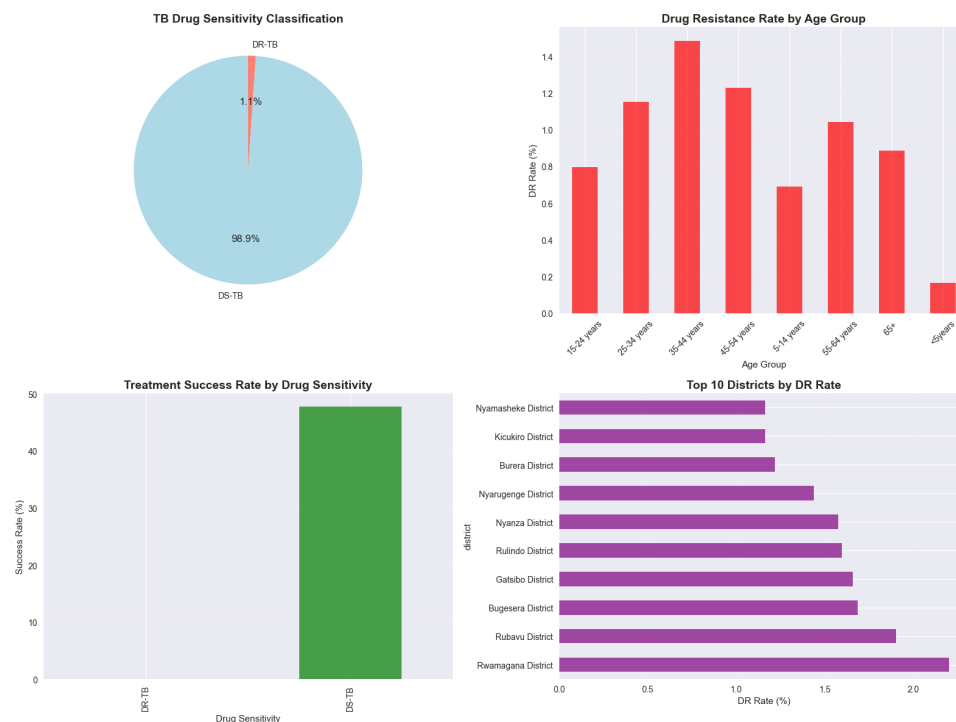 TB Drug Sensitivity Classification
DR-TB
1.1%
98.9%
DS-TB
Drug Resistance Rate by Age Group
DR Rate (%)
1.4
1.2
1.0
0.8
0.6
0.4
0.2
0.0
15-24 years
25-34 years
35-44 years
45-54 years
5-14 years
55-64 years
65+
<5years
Age Group
Treatment Success Rate by Drug Sensitivity
Success Rate (%)
50
40
30
20
10
0
DR-TB
DS-TB
Drug Sensitivity
Top 10 Districts by DR Rate
district
Nyamasheke District
Kicukiro District
Burera District
Nyarugenge District
Nyanza District
Rulindo District
Gatsibo District
Bugesera District
Rubavu District
Rwamagana District
0.0
0.5
1.0
1.5
2.0
DR Rate (%)